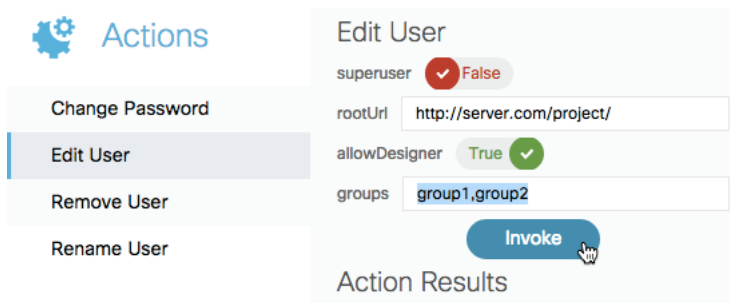 Actions
Change Password
Edit User
Remove User
Rename User
Edit User
superuser False
rootUrl http://server.com/project/
allowDesigner True
groups group1,group2
Invoke
Action Results